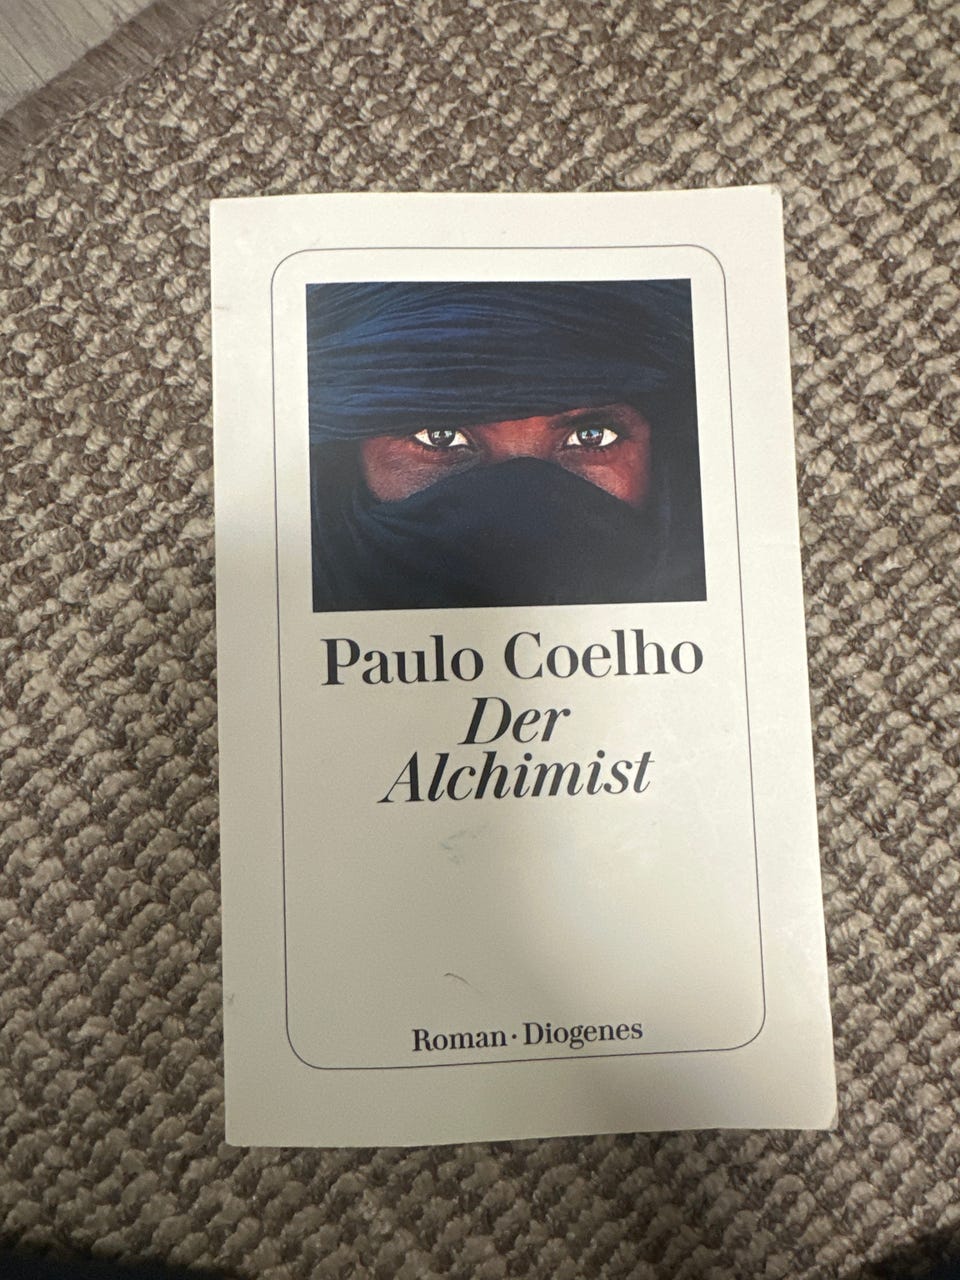 Paulo Coelho
Der
Alchimist
Roman · Diogenes